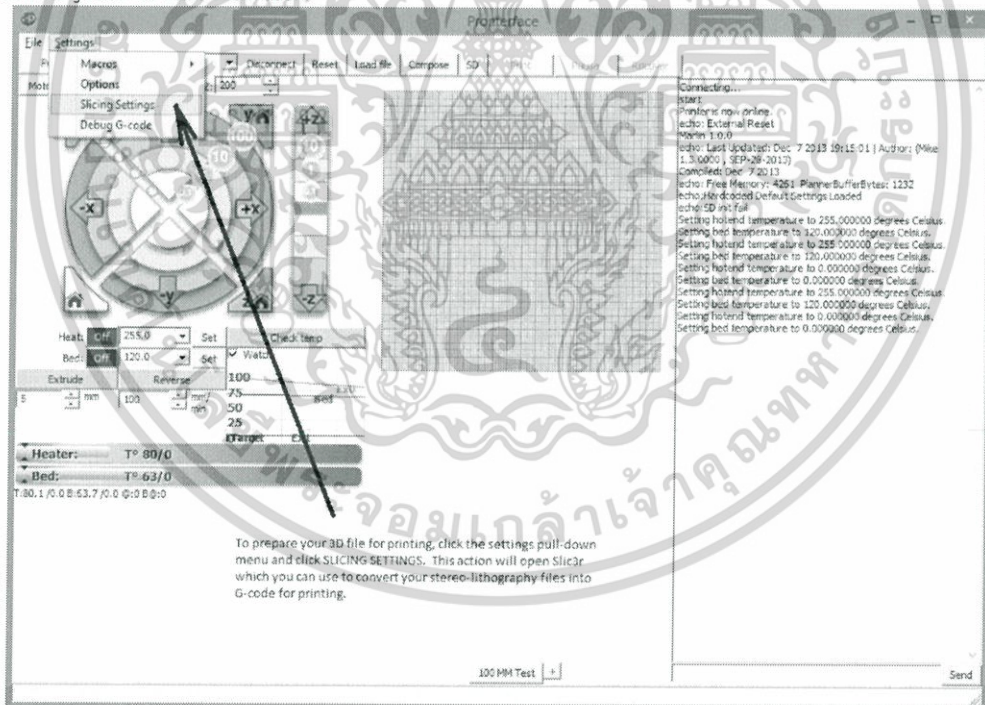 Pronterface
File Settings
Macros
Options
Slicing Settings
Debug G-code
Disconnect Reset Load file Compose SD
Z: 200
+Z
+X
-X
-Y
-Z
10
Heat: Off 255.0 Set Check temp
Bed: Off 120.0 Set Watch
Extrude Reverse
5 mm 100 mm/min
100
75
50
25
Bed
Target
Heater: T° 80/0
Bed: T° 63/0
T:80.1 /0.0 B:53.7 /0.0 @:0 B@:0
Connecting...
start
Printer is now online.
echo: External Reset
Marlin 1.0.0
echo: Last Updated: Dec 7 2013 19:15:01 | Author: (Mike
1.3.0000 , SEP-28-2013)
Compiled: Dec 7 2013
echo: Free Memory: 4251 PlannerBufferBytes: 1232
echo:Hardcoded Default Settings Loaded
echo:SD init fail
Setting hotend temperature to 255.000000 degrees Celsius.
Setting bed temperature to 120.000000 degrees Celsius.
Setting hotend temperature to 255.000000 degrees Celsius.
Setting bed temperature to 120.000000 degrees Celsius.
Setting hotend temperature to 0.000000 degrees Celsius.
Setting bed temperature to 0.000000 degrees Celsius.
Setting hotend temperature to 255.000000 degrees Celsius.
Setting bed temperature to 120.000000 degrees Celsius.
Setting hotend temperature to 0.000000 degrees Celsius.
Setting bed temperature to 0.000000 degrees Celsius.
To prepare your 3D file for printing, click the settings pull-down
menu and click SLICING SETTINGS. This action will open Slic3r
which you can use to convert your stereo-lithography files into
G-code for printing.
100 MM Test +
Send